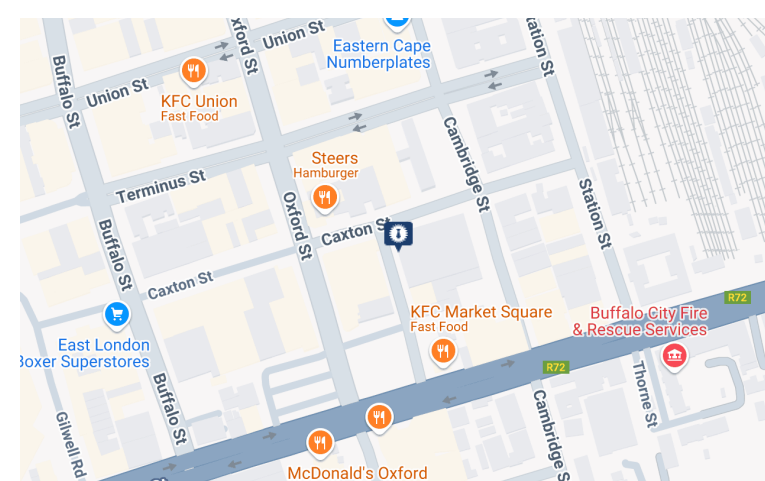 Oxford St
Union St
Eastern Cape
Numberplates
Station St
Buffalo St
Union St
KFC Union
Fast Food
Cambridge St
Steers
Hamburger
Terminus St
Oxford St
Station St
Caxton St
Buffalo St
Caxton St
R72
KFC Market Square
Fast Food
Buffalo City Fire
& Rescue Services
East London
Boxer Superstores
R72
Thorne St
Buffalo St
Cambridge St
Gilwell Rd
McDonald's Oxford
St